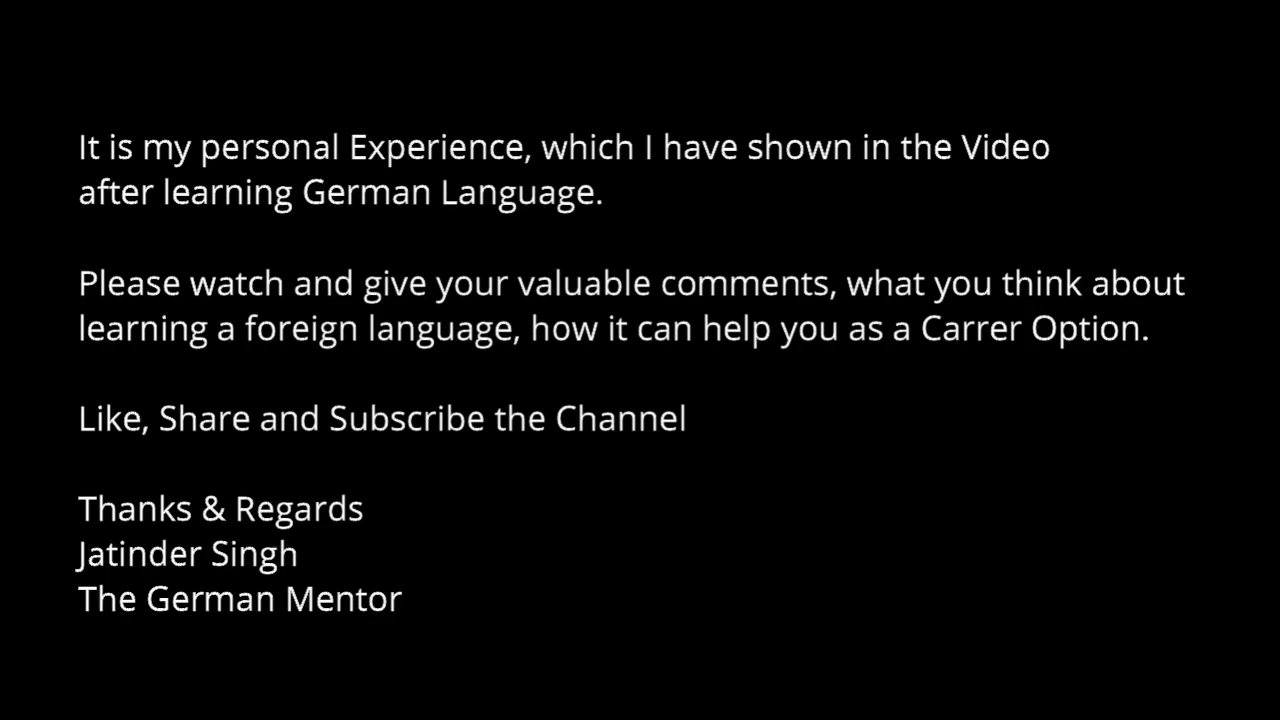 It is my personal Experience, which I have shown in the Video
after learning German Language.
Please watch and give your valuable comments, what you think about
learning a foreign language, how it can help you as a Carrer Option.
Like, Share and Subscribe the Channel
Thanks & Regards
Jatinder Singh
The German Mentor